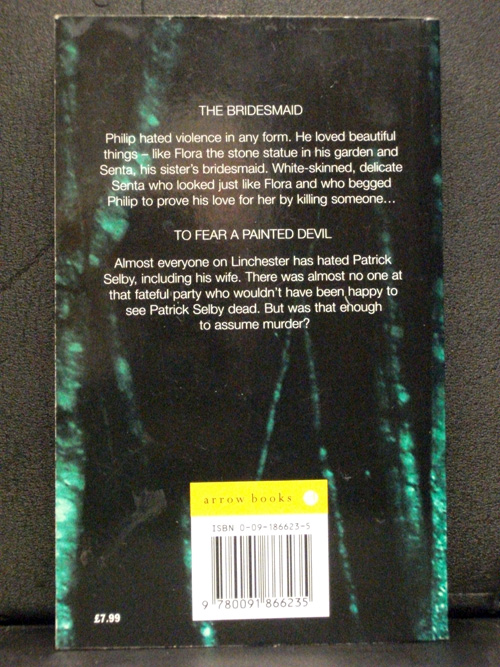 THE BRIDESMAID
Philip hated violence in any form. He loved beautiful
things – like Flora the stone statue in his garden and
Senta, his sister's bridesmaid. White-skinned, delicate
Senta who looked just like Flora and who begged
Philip to prove his love for her by killing someone...
TO FEAR A PAINTED DEVIL
Almost everyone on Linchester has hated Patrick
Selby, including his wife. There was almost no one at
that fateful party who wouldn't have been happy to
see Patrick Selby dead. But was that enough
to assume murder?
arrow books
ISBN 0-09-186623-5
9 780091 866235
£7.99